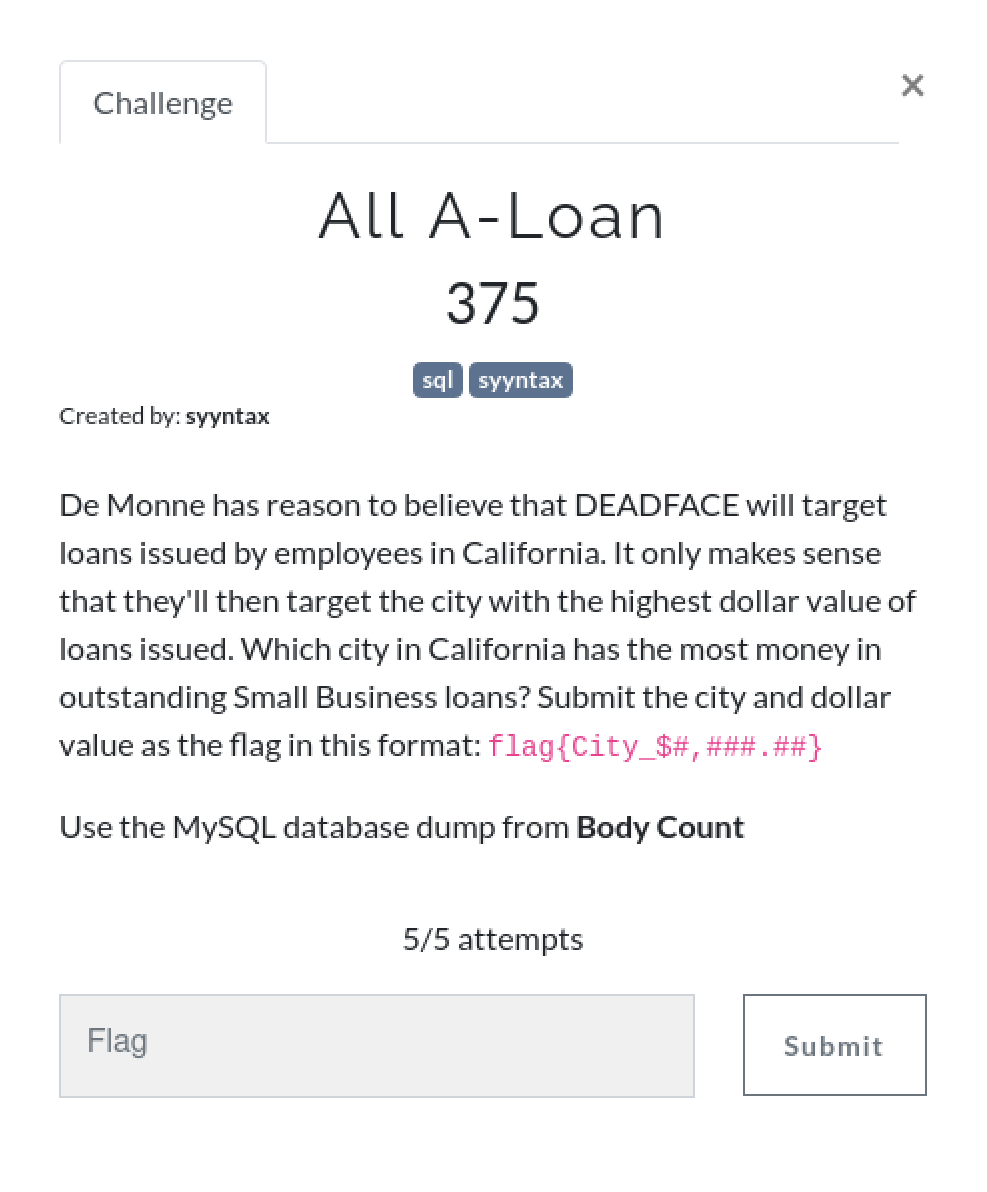 Challenge
×
All A-Loan
375
sql syyntax
Created by: syyntax
De Monne has reason to believe that DEADFACE will target
loans issued by employees in California. It only makes sense
that they'll then target the city with the highest dollar value of
loans issued. Which city in California has the most money in
outstanding Small Business loans? Submit the city and dollar
value as the flag in this format: flag{City_$#,###.##}
Use the MySQL database dump from Body Count
5/5 attempts
Flag
Submit